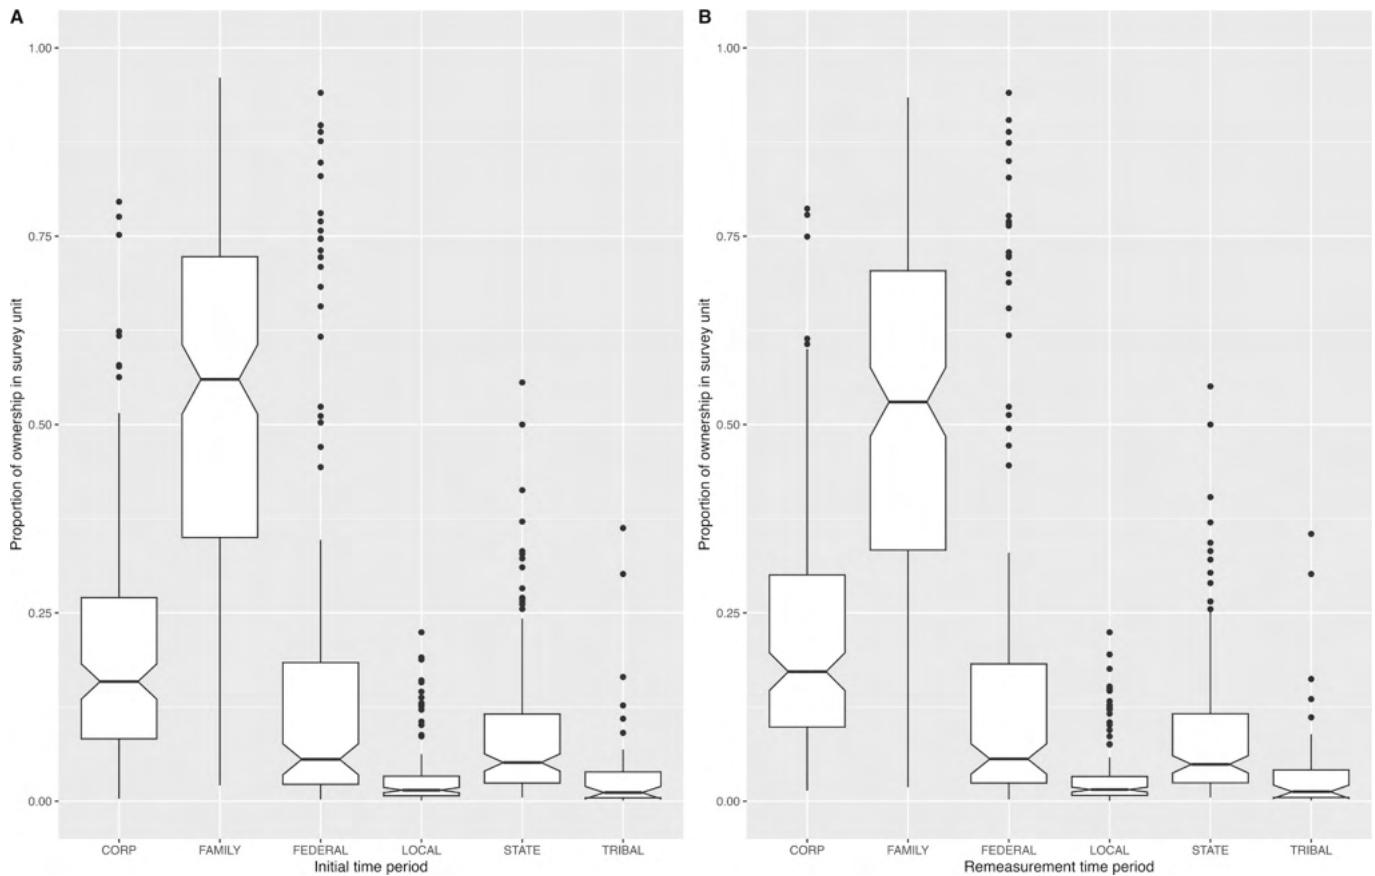 A
Proportion of ownership in survey unit
1.00
0.75
0.50
0.25
0.00
CORP FAMILY FEDERAL LOCAL STATE TRIBAL
Initial time period
B
Proportion of ownership in survey unit
1.00
0.75
0.50
0.25
0.00
CORP FAMILY FEDERAL LOCAL STATE TRIBAL
Remeasurement time period